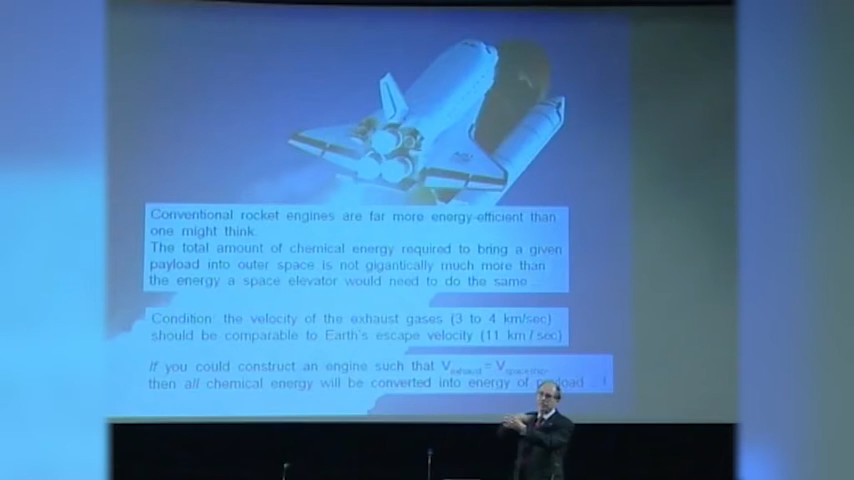 Conventional rocket engines are far more energy-efficient than
one might think.
The total amount of chemical energy required to bring a given
payload into outer space is not gigantically much more than
the energy a space elevator would need to do the same ...
Condition: the velocity of the exhaust gases (3 to 4 km/sec)
should be comparable to Earth's escape velocity (11 km / sec)
If you could construct an engine such that V exhaust = V spaceship,
then all chemical energy will be converted into energy of payload ... !